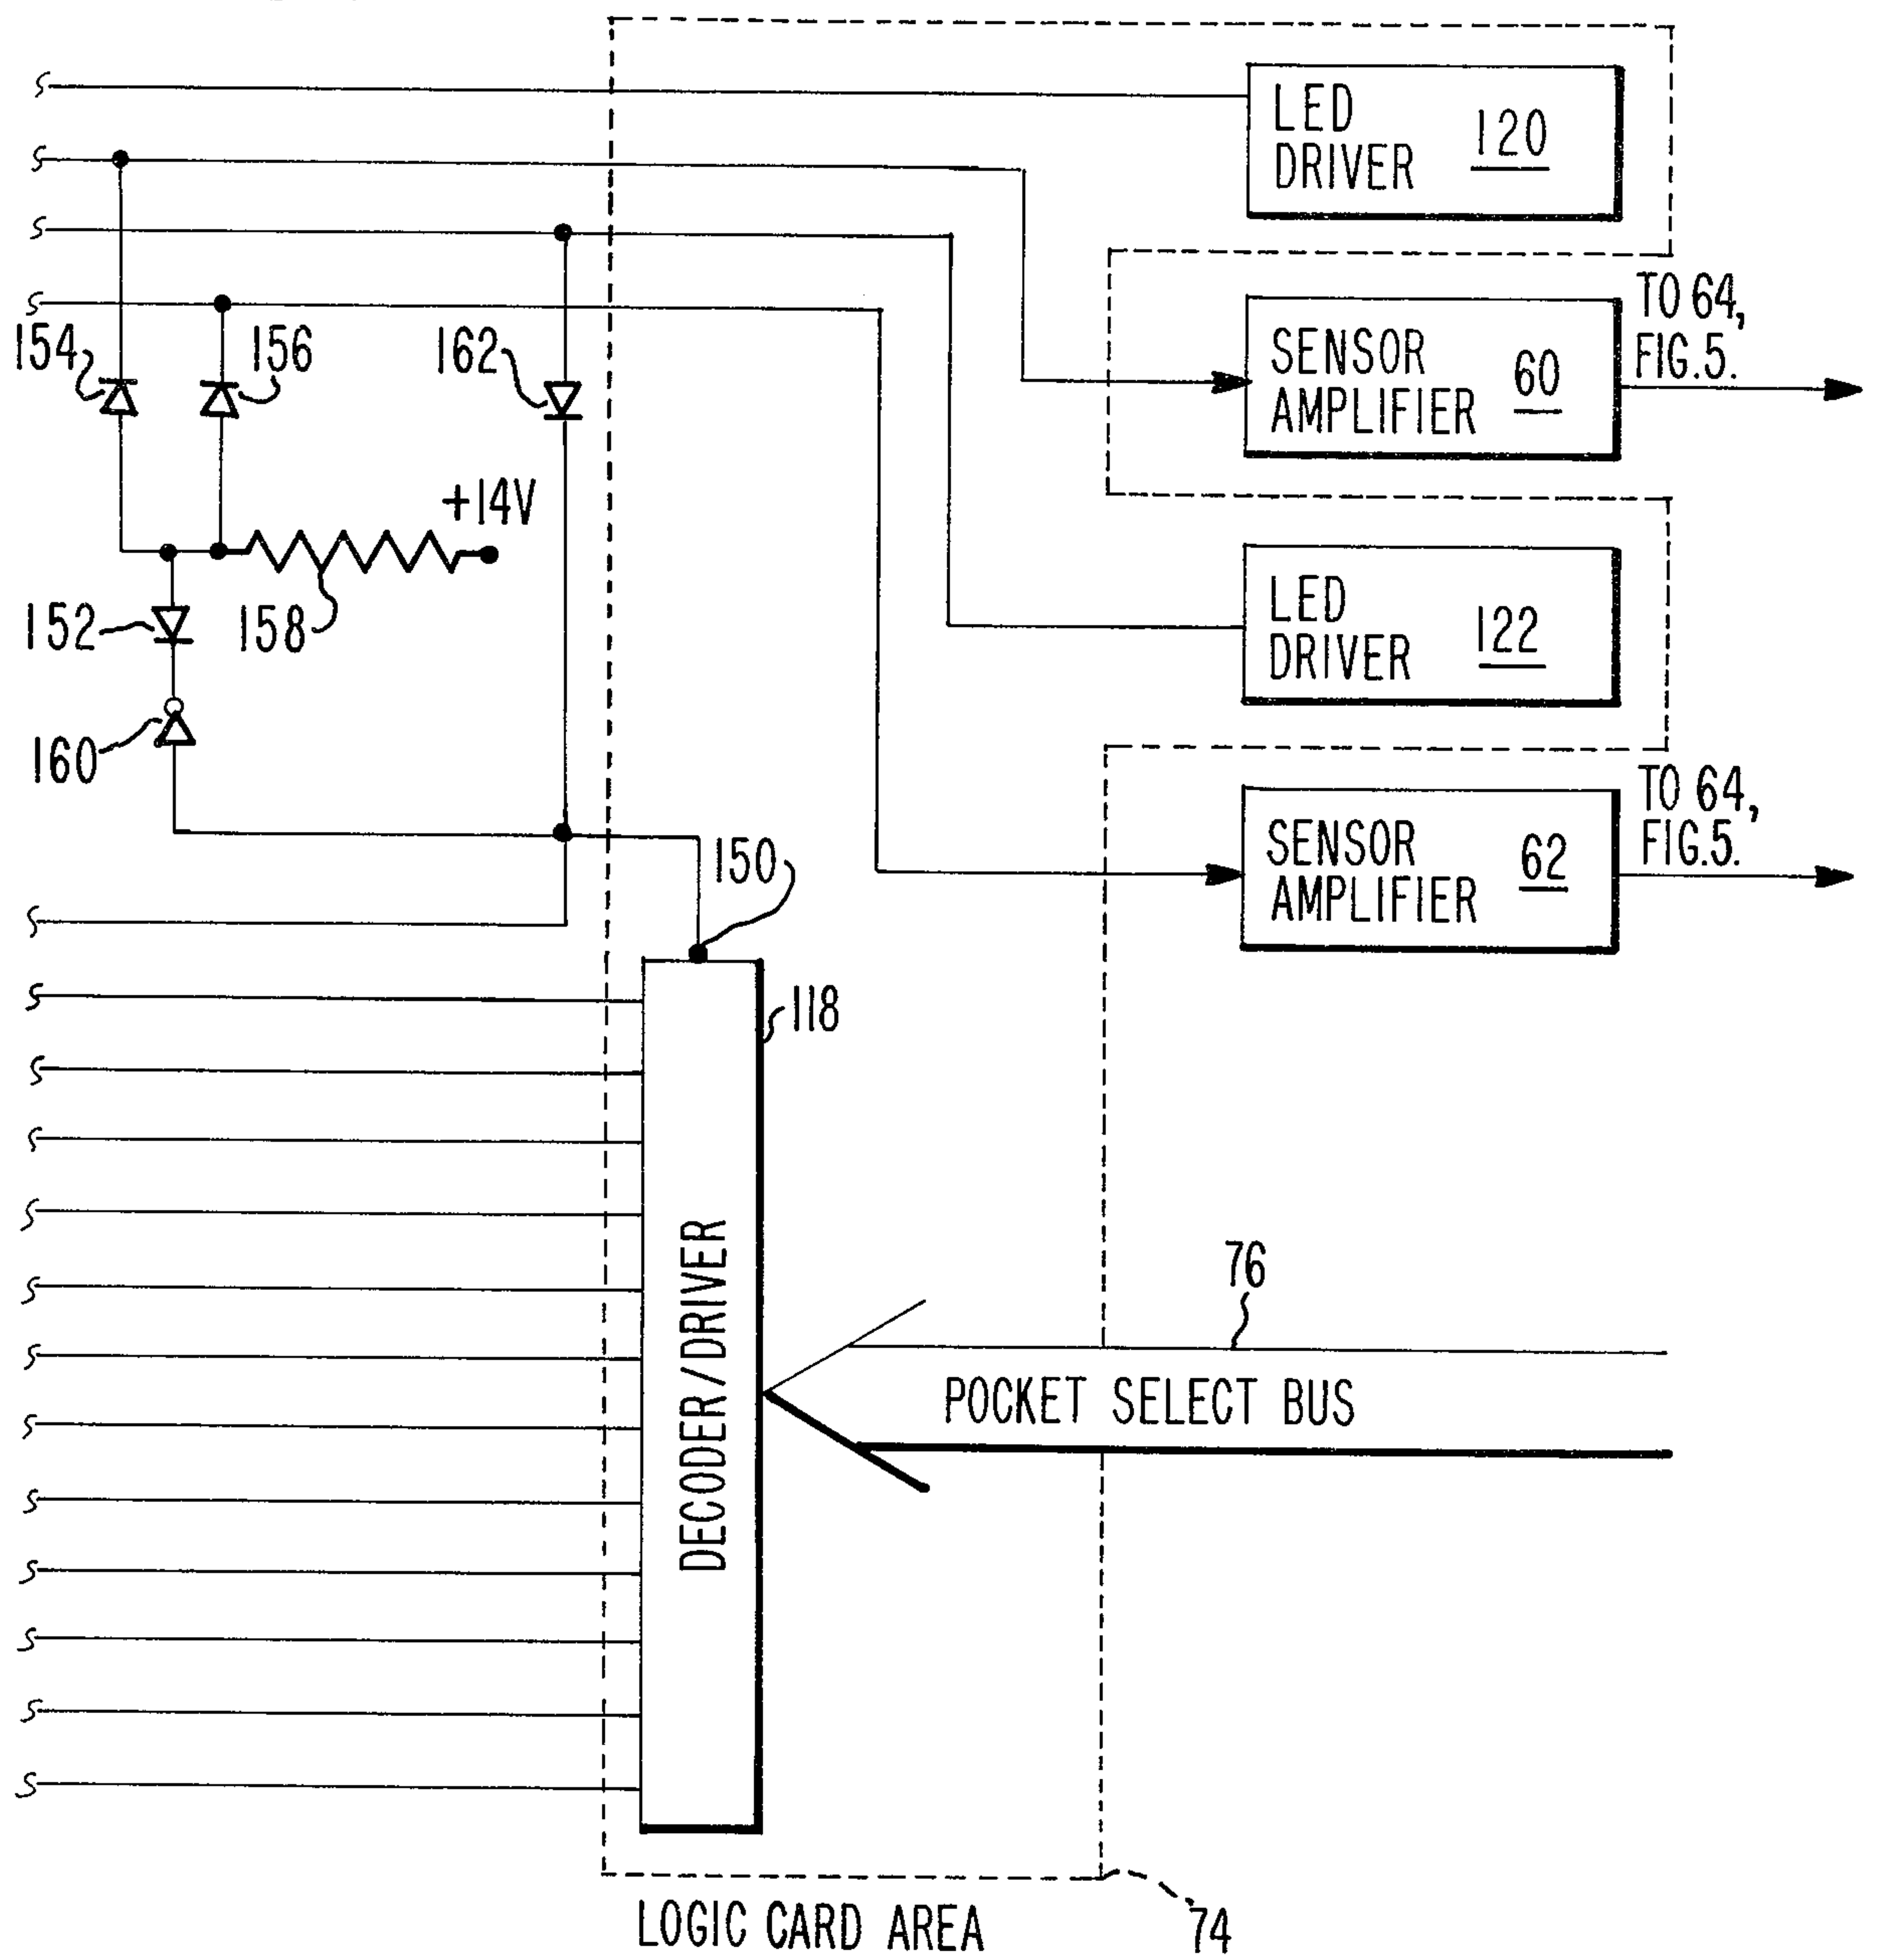 LED
DRIVER 120
TO 64,
FIG.5.
SENSOR
AMPLIFIER 60
154
156
162
+14V
152
158
LED
DRIVER 122
160
TO 64,
FIG.5.
150
SENSOR
AMPLIFIER 62
118
76
DECODER/DRIVER
POCKET SELECT BUS
LOGIC CARD AREA
74